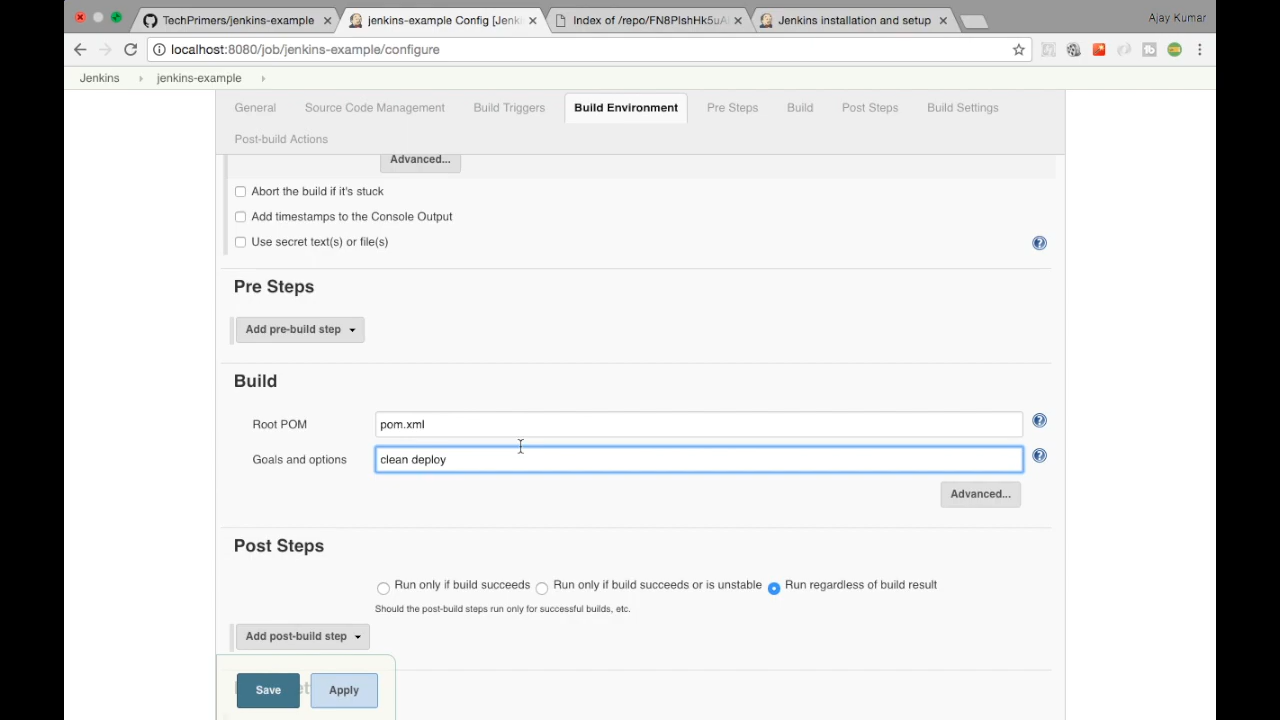 TechPrimers/jenkins-example
jenkins-example Config [Jenki
Index of /repo/FN8PIshHk5uA
Jenkins installation and setup
Ajay Kumar
localhost:8080/job/jenkins-example/configure
Jenkins
jenkins-example
General
Source Code Management
Build Triggers
Build Environment
Pre Steps
Build
Post Steps
Build Settings
Post-build Actions
Advanced...
Abort the build if it's stuck
Add timestamps to the Console Output
Use secret text(s) or file(s)
Pre Steps
Add pre-build step
Build
Root POM
pom.xml
Goals and options
clean deploy
Advanced...
Post Steps
Run only if build succeeds
Run only if build succeeds or is unstable
Run regardless of build result
Should the post-build steps run only for successful builds, etc.
Add post-build step
Save
Apply